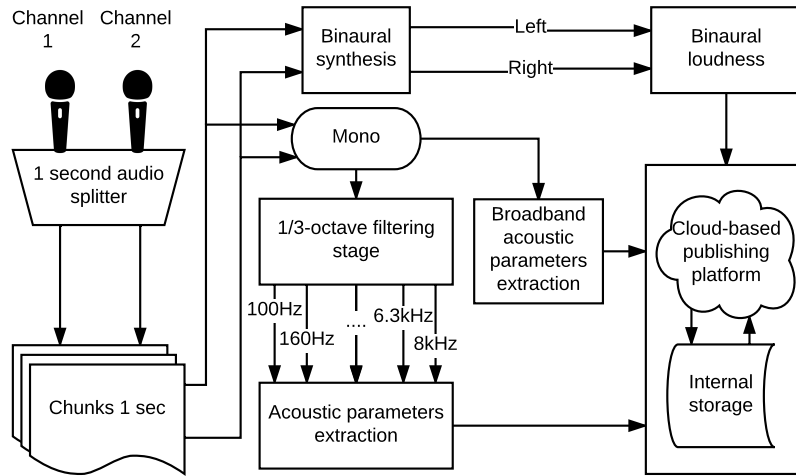 Channel
1
Channel
2
1 second audio
splitter
Chunks 1 sec
Binaural
synthesis
Left
Right
Binaural
loudness
Mono
1/3-octave filtering
stage
100Hz
160Hz
....
6.3kHz
8kHz
Acoustic parameters
extraction
Broadband
acoustic
parameters
extraction
Cloud-based
publishing
platform
Internal
storage